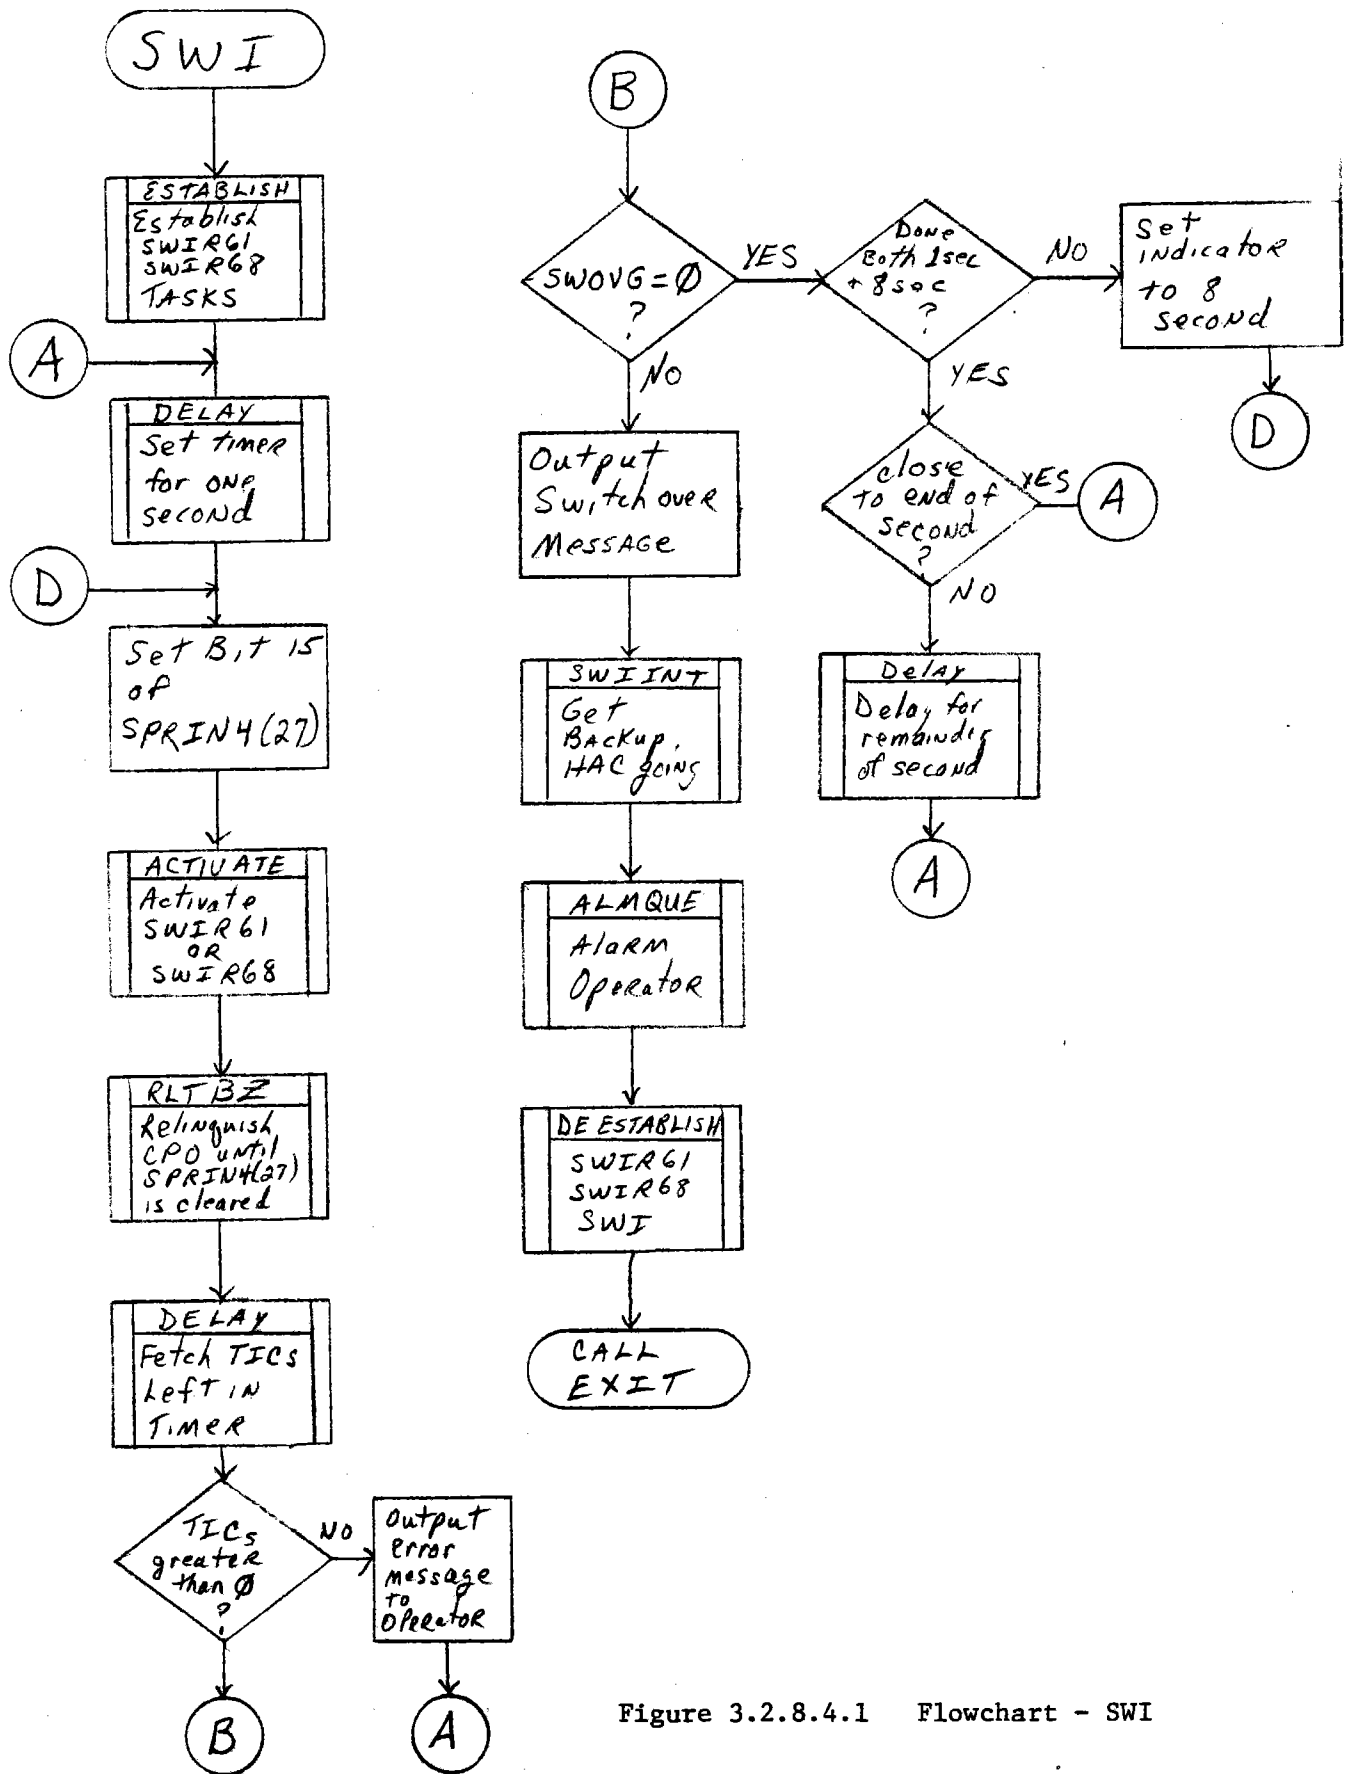 SWI
ESTABLISH
Establish
SWIR61
SWIR68
TASKS
A
DELAY
Set timer
for one
second
D
Set Bit 15
of
SPRIN4(27)
ACTIVATE
Activate
SWIR61
OR
SWIR68
RLTBZ
Relinquish
CPO until
SPRIN4(27)
is cleared
DELAY
Fetch TICs
Left IN
TIMER
TICs
greater
than Ø
?
NO
Output
error
message
to
OPERATOR
B
A
B
SWOVG=Ø
?
YES
NO
Done
Both 1sec
+ 8sec
?
NO
YES
Set
indicator
to 8
second
D
Output
Switchover
Message
close
to end of
second
?
YES
A
NO
SWIINT
Get
Backup
HAC going
Delay
Delay for
remainder
of second
A
ALMQUE
Alarm
Operator
DEESTABLISH
SWIR61
SWIR68
SWI
CALL
EXIT
Figure 3.2.8.4.1 Flowchart - SWI